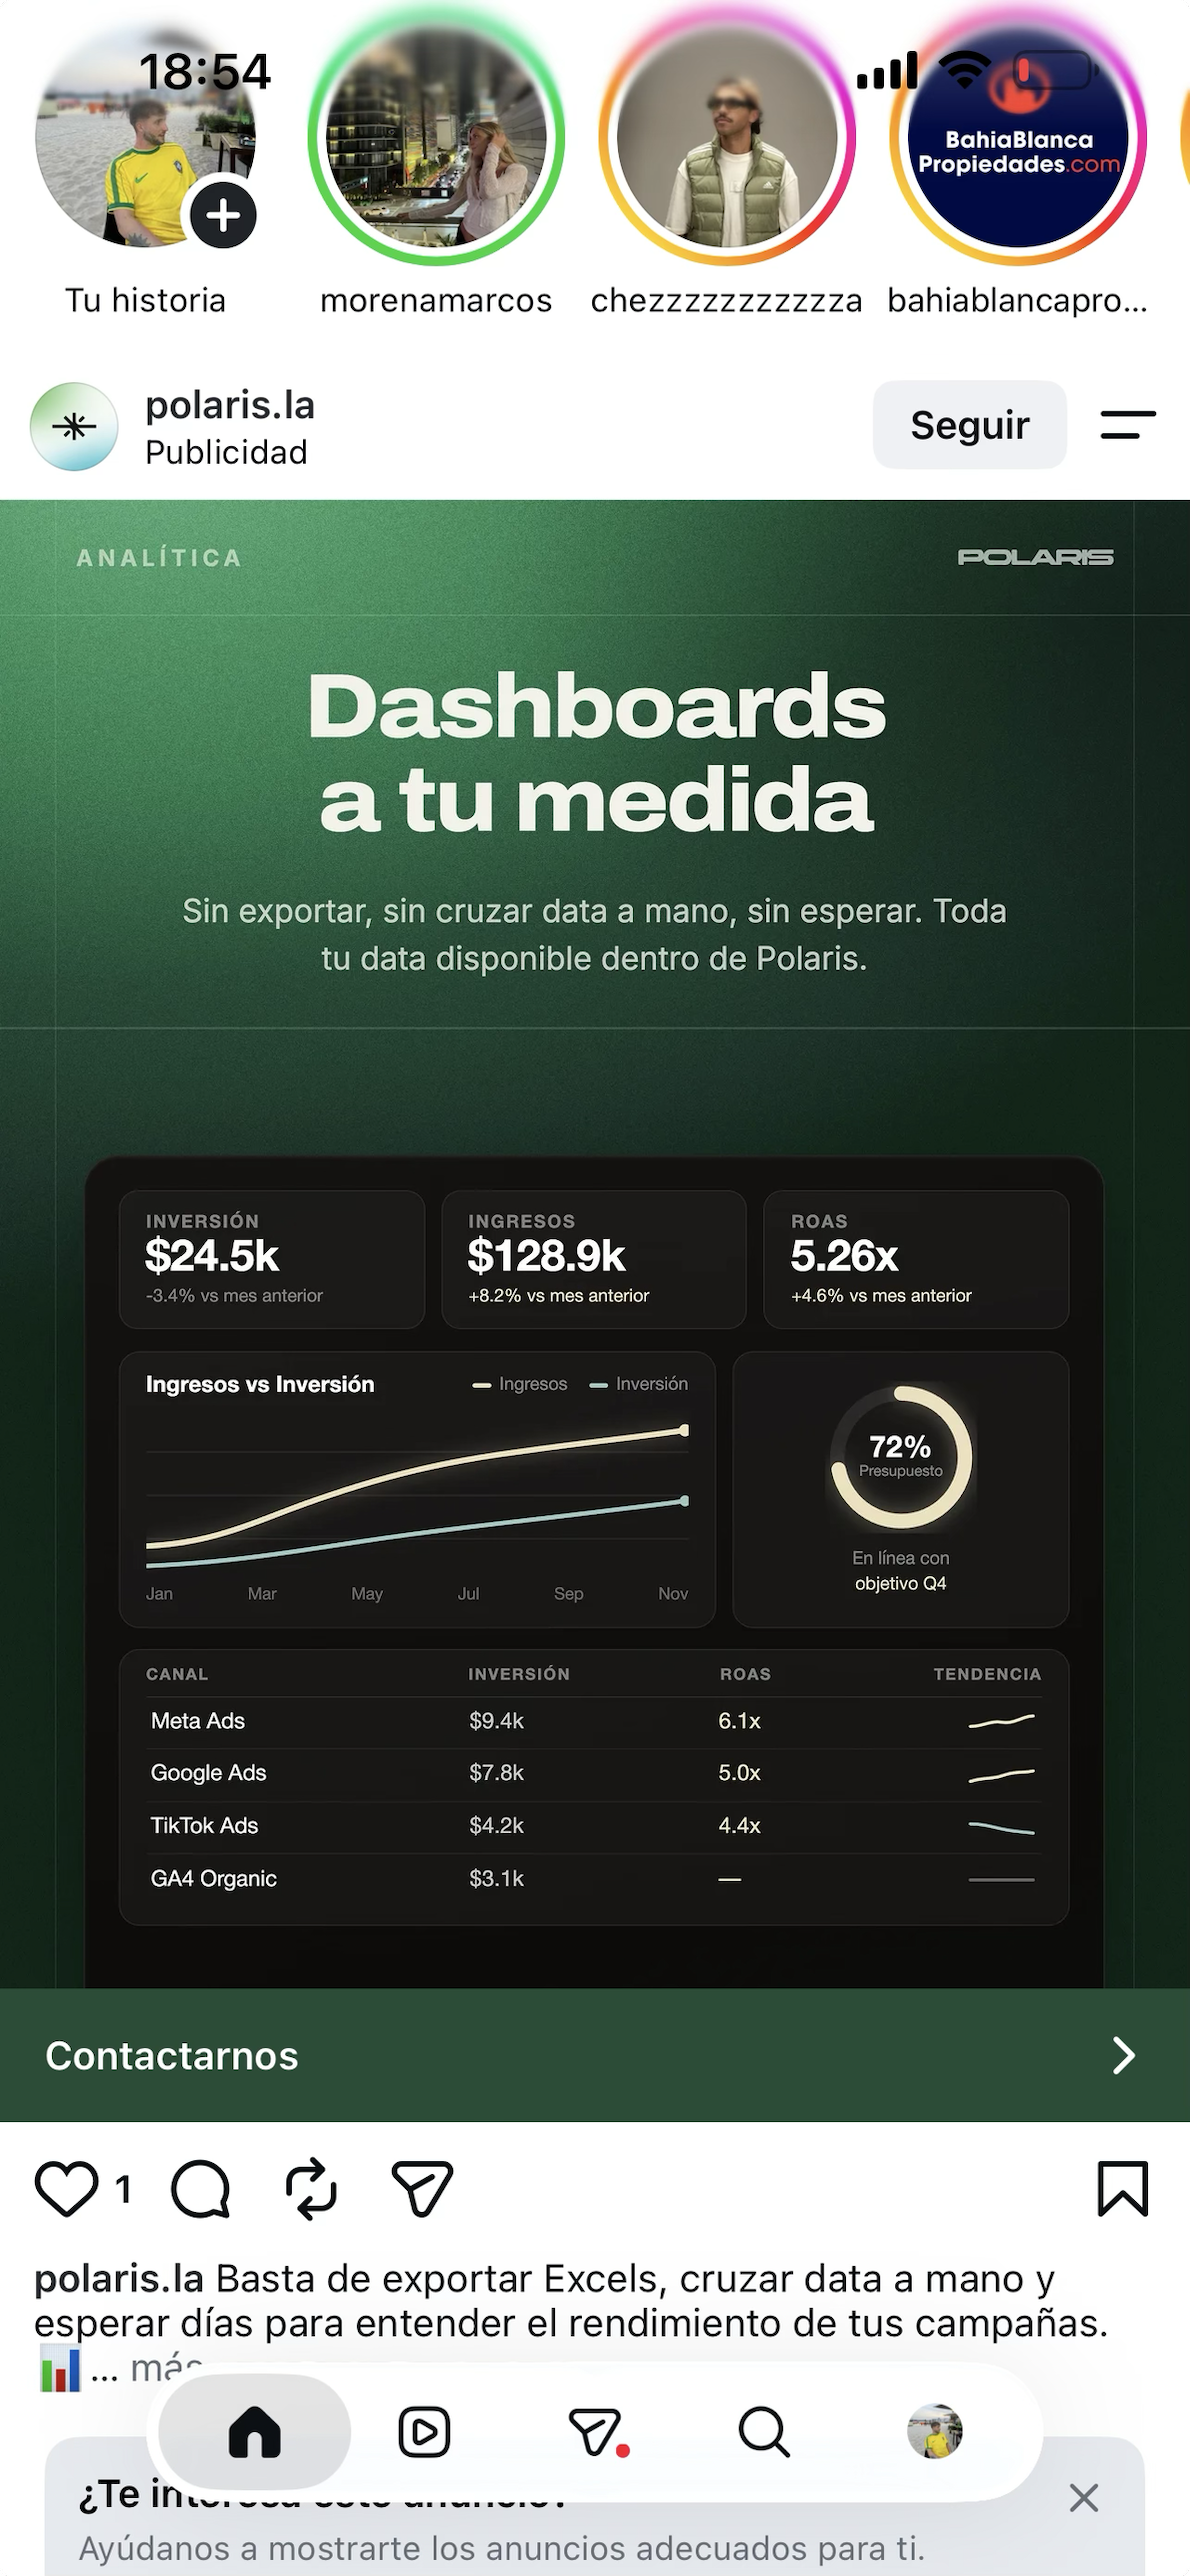 18:54
BahiaBlanca
Propiedades.com
Tu historia
morenamarcos
chezzzzzzzzzzza
bahiablancapro...
polaris.la
Publicidad
Seguir
ANALÍTICA
POLARIS
Dashboards
a tu medida
Sin exportar, sin cruzar data a mano, sin esperar. Toda
tu data disponible dentro de Polaris.
INVERSIÓN
$24.5k
-3.4% vs mes anterior
INGRESOS
$128.9k
+8.2% vs mes anterior
ROAS
5.26x
+4.6% vs mes anterior
Ingresos vs Inversión
Ingresos
Inversión
Jan Mar May Jul Sep Nov
72%
Presupuesto
En línea con
objetivo Q4
CANAL INVERSIÓN ROAS TENDENCIA
Meta Ads $9.4k 6.1x
Google Ads $7.8k 5.0x
TikTok Ads $4.2k 4.4x
GA4 Organic $3.1k —
Contactarnos
1
polaris.la Basta de exportar Excels, cruzar data a mano y
esperar días para entender el rendimiento de tus campañas.
... más
¿Te interesa este anuncio?
Ayúdanos a mostrarte los anuncios adecuados para ti.